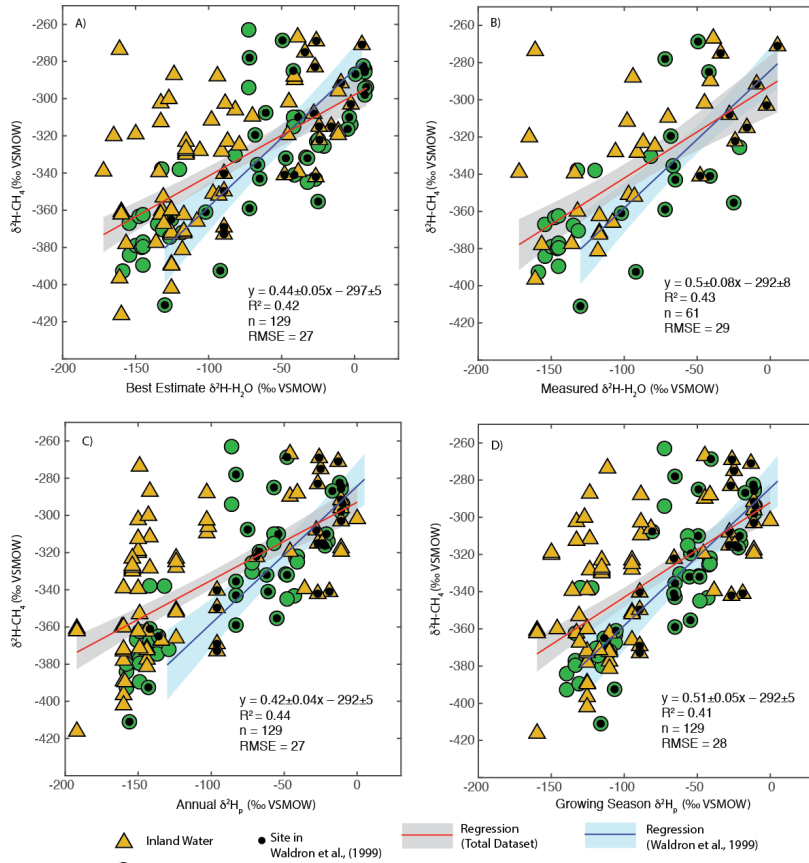 A)
-260
-280
-300
-320
-340
-360
-380
-400
-420
δ²H-CH₄(‰ VSMOW)
y = 0.44±0.05x – 297±5
R² = 0.42
n = 129
RMSE = 27
-200 -150 -100 -50 0
Best Estimate δ²H-H₂O (‰ VSMOW)
B)
-260
-280
-300
-320
-340
-360
-380
-400
-420
δ²H-CH₄(‰ VSMOW)
y = 0.5±0.08x – 292±8
R² = 0.43
n = 61
RMSE = 29
-200 -150 -100 -50 0
Measured δ²H-H₂O (‰ VSMOW)
C)
-260
-280
-300
-320
-340
-360
-380
-400
-420
δ²H-CH₄(‰ VSMOW)
y = 0.42±0.04x – 292±5
R² = 0.44
n = 129
RMSE = 27
-200 -150 -100 -50 0
Annual δ²Hₚ (‰ VSMOW)
D)
-260
-280
-300
-320
-340
-360
-380
-400
-420
δ²H-CH₄(‰ VSMOW)
y = 0.51±0.05x – 292±5
R² = 0.41
n = 129
RMSE = 28
-200 -150 -100 -50 0
Growing Season δ²Hₚ (‰ VSMOW)
Inland Water
Site in
Waldron et al., (1999)
Regression
(Total Dataset)
Regression
(Waldron et al., 1999)